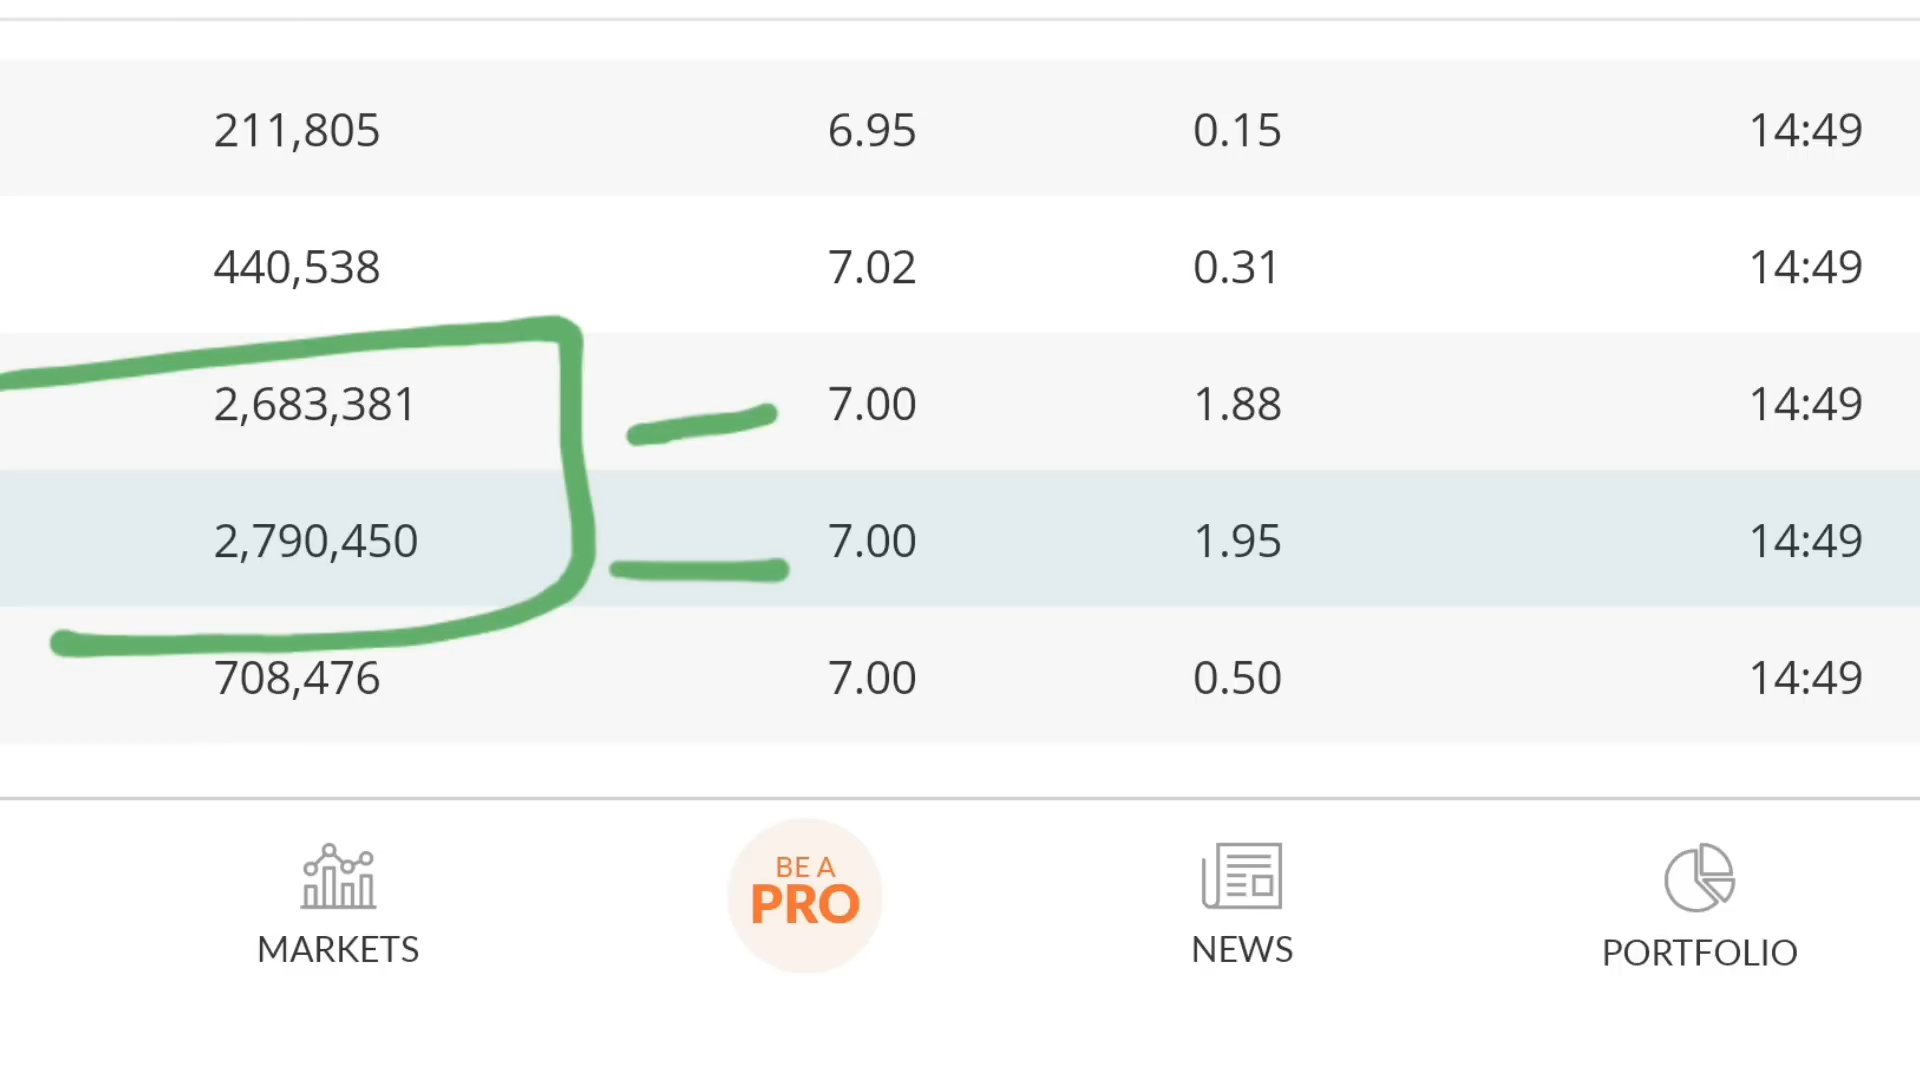 211,805 6.95 0.15 14:49
440,538 7.02 0.31 14:49
2,683,381 7.00 1.88 14:49
2,790,450 7.00 1.95 14:49
708,476 7.00 0.50 14:49
BE A
PRO
MARKETS NEWS PORTFOLIO